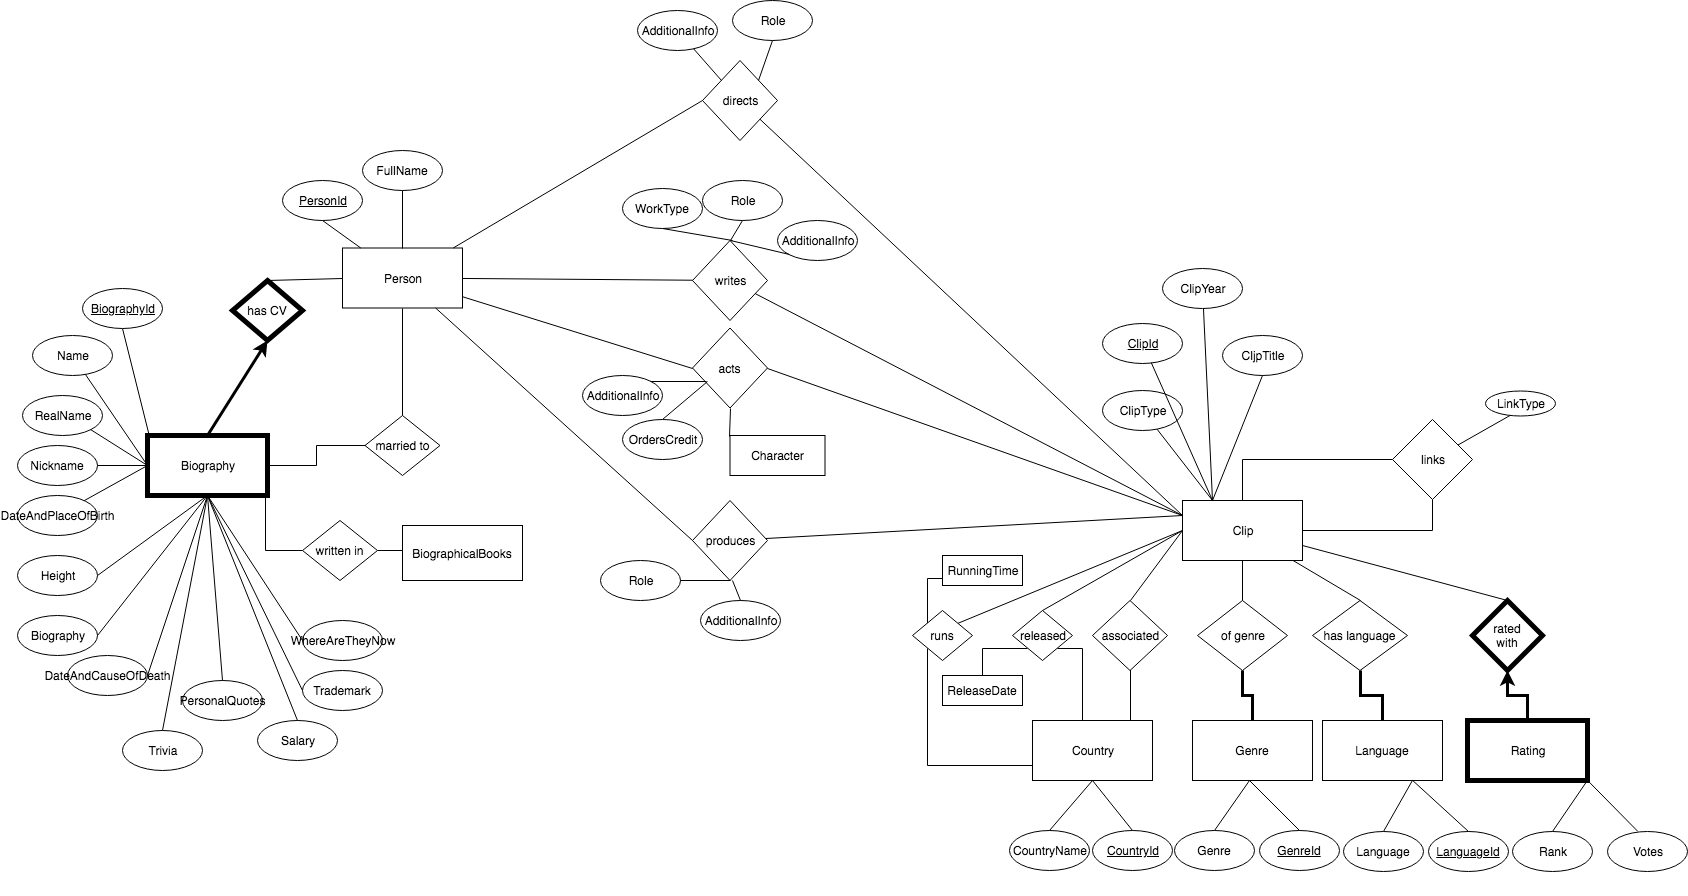 Role
AdditionalInfo
directs
FullName
PersonId
Role
WorkType
AdditionalInfo
Person
writes
has CV
BiographyId
ClipYear
ClipId
CljpTitle
Name
acts
AdditionalInfo
ClipType
LinkType
RealName
OrdersCredit
married to
Character
links
Nickname
Biography
DateAndPlaceOfBirth
written in
BiographicalBooks
produces
Clip
Height
Role
RunningTime
AdditionalInfo
Biography
WhereAreTheyNow
runs
released
associated
of genre
has language
rated
with
DateAndCauseOfDeath
PersonalQuotes
Trademark
ReleaseDate
Trivia
Salary
Country
Genre
Language
Rating
CountryName
CountryId
Genre
GenreId
Language
LanguageId
Rank
Votes